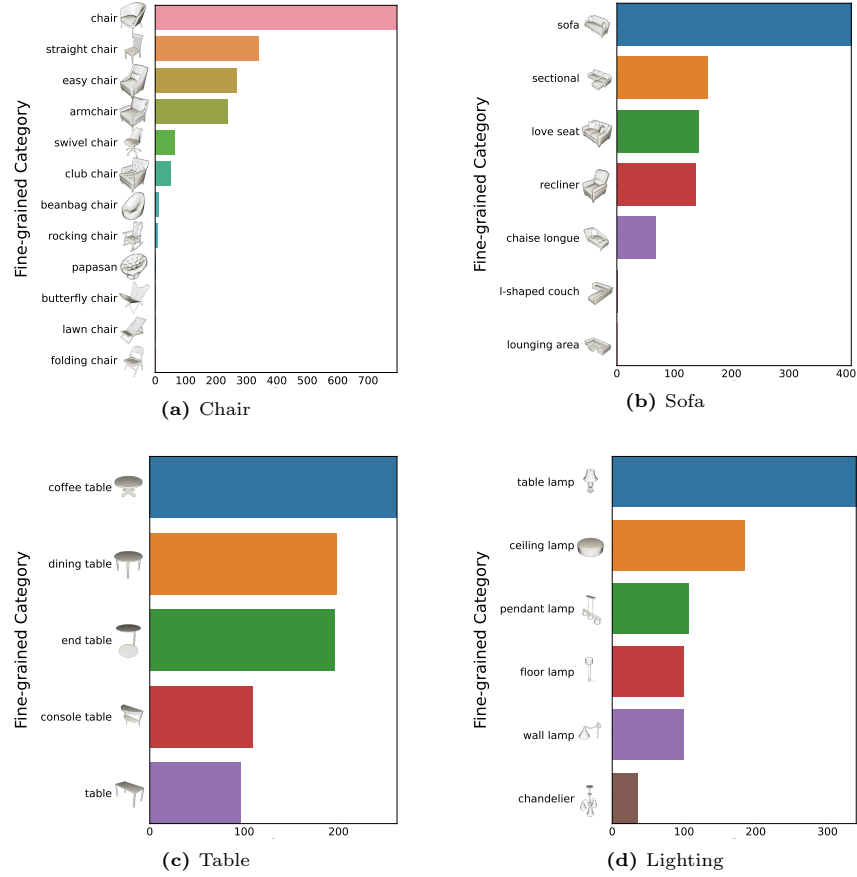 Fine-grained Category
chair
straight chair
easy chair
armchair
swivel chair
club chair
beanbag chair
rocking chair
papasan
butterfly chair
lawn chair
folding chair
0 100 200 300 400 500 600 700
(a) Chair
Fine-grained Category
sofa
sectional
love seat
recliner
chaise longue
l-shaped couch
lounging area
0 100 200 300 400
(b) Sofa
Fine-grained Category
coffee table
dining table
end table
console table
table
0 100 200
(c) Table
Fine-grained Category
table lamp
ceiling lamp
pendant lamp
floor lamp
wall lamp
chandelier
0 100 200 300
(d) Lighting